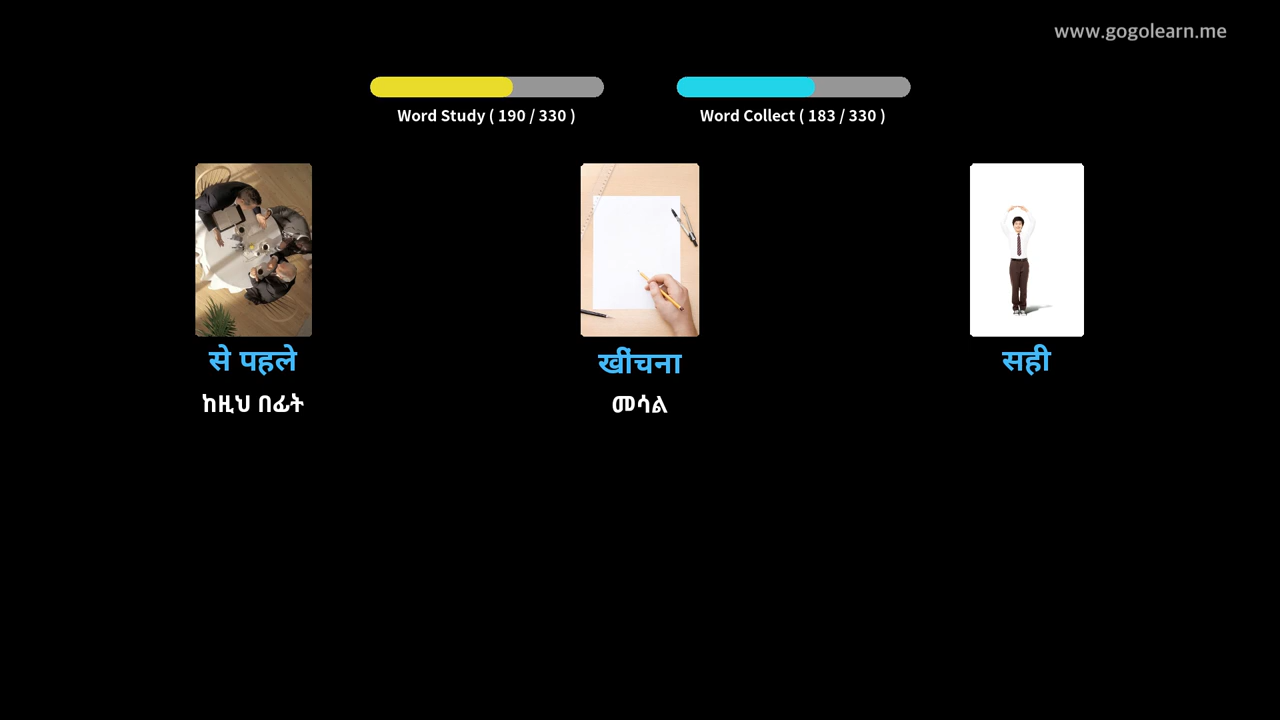 www.gogolearn.me
Word Study ( 190 / 330 )
Word Collect ( 183 / 330 )
से पहले
खींचना
सही
ከዚህ በፊት
መሳል